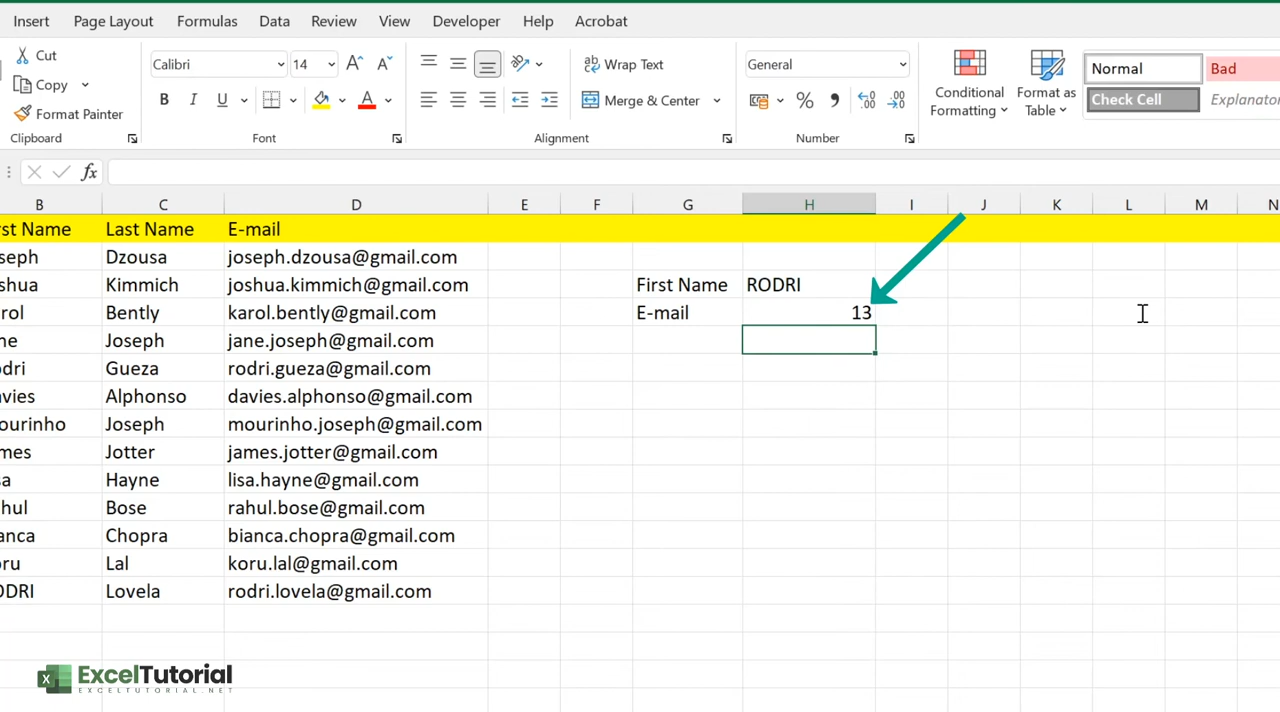 Insert Page Layout Formulas Data Review View Developer Help Acrobat
Cut
Copy
Format Painter
Calibri 14
B I U
Wrap Text
Merge & Center
General
Conditional Formatting
Format as Table
Normal Bad
Check Cell Explanator
Clipboard Font Alignment Number
fx
B C D E F G H I J K L M N
rst Name Last Name E-mail
seph Dzousa joseph.dzousa@gmail.com
shua Kimmich joshua.kimmich@gmail.com First Name RODRI
rol Bently karol.bently@gmail.com E-mail 13
ne Joseph jane.joseph@gmail.com
dri Gueza rodri.gueza@gmail.com
vies Alphonso davies.alphonso@gmail.com
ourinho Joseph mourinho.joseph@gmail.com
mes Jotter james.jotter@gmail.com
sa Hayne lisa.hayne@gmail.com
hul Bose rahul.bose@gmail.com
anca Chopra bianca.chopra@gmail.com
oru Lal koru.lal@gmail.com
ODRI Lovela rodri.lovela@gmail.com
ExcelTutorial
EXCELTUTORIAL.NET